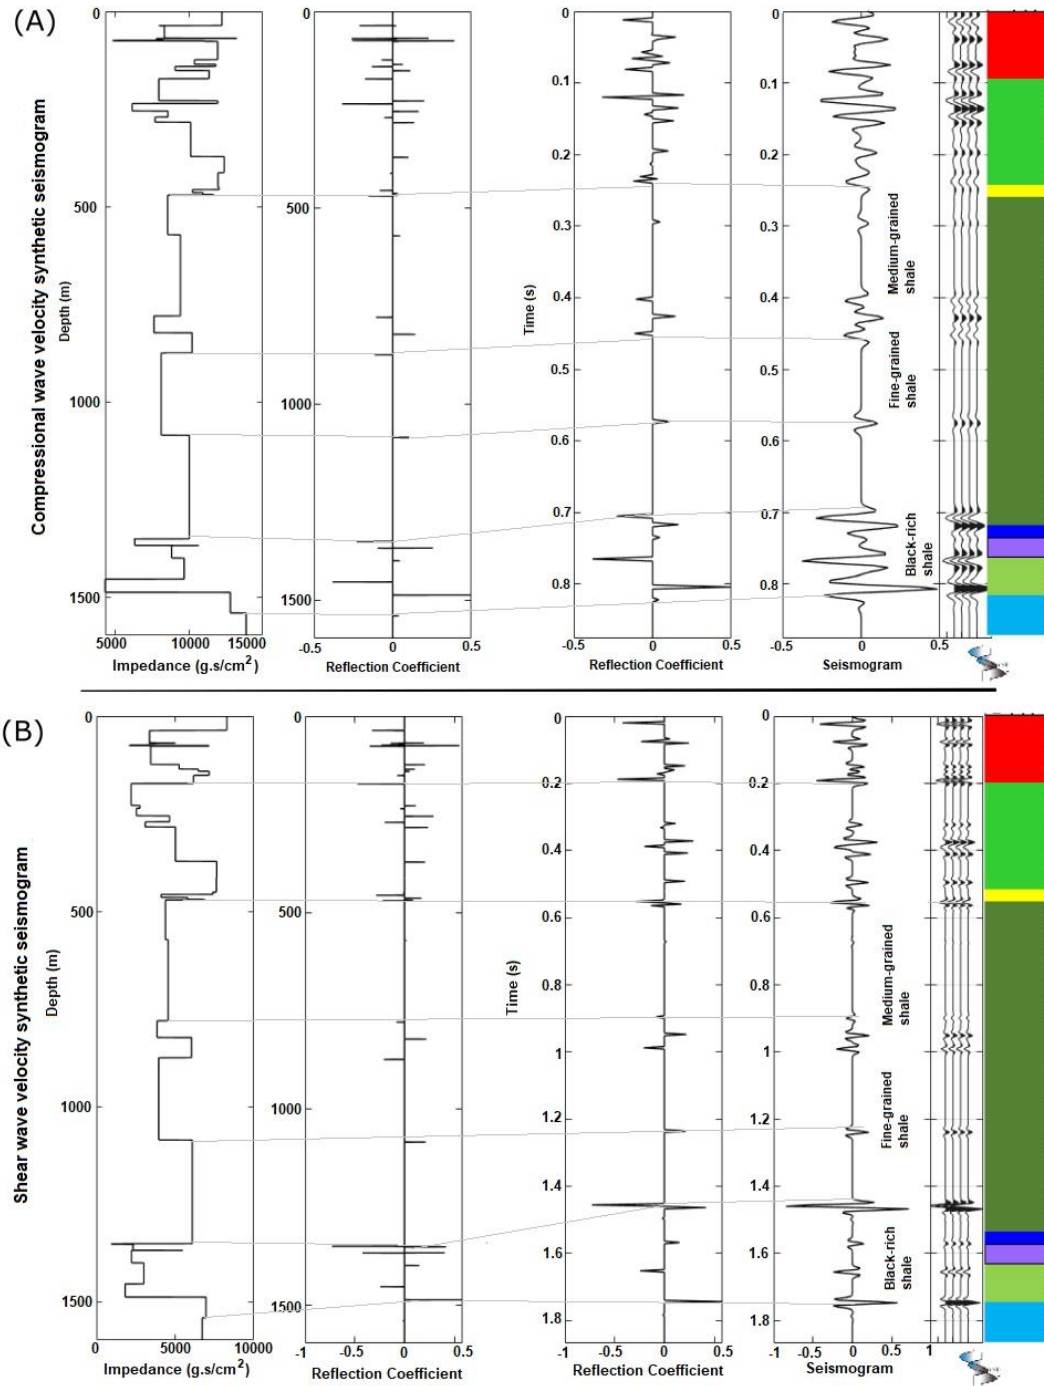 (A)
Compressional wave velocity synthetic seismogram
Depth (m)
0
500
1000
1500
5000 10000 15000
Impedance (g.s/cm²)
0
500
1000
1500
-0.5 0 0.5
Reflection Coefficient
Time (s)
0
0.1
0.2
0.3
0.4
0.5
0.6
0.7
0.8
-0.5 0 0.5
Reflection Coefficient
0
0.1
0.2
0.3
0.4
0.5
0.6
0.7
0.8
-0.5 0 0.5
Seismogram
Medium-grained
shale
Fine-grained
shale
Black-rich
shale
(B)
Shear wave velocity synthetic seismogram
Depth (m)
0
500
1000
1500
0 5000 10000
Impedance (g.s/cm²)
0
500
1000
1500
-1 -0.5 0 0.5
Reflection Coefficient
Time (s)
0
0.2
0.4
0.6
0.8
1
1.2
1.4
1.6
1.8
-1 -0.5 0 0.5
Reflection Coefficient
0
0.2
0.4
0.6
0.8
1
1.2
1.4
1.6
1.8
-1 -0.5 0 0.5 1
Seismogram
Medium-grained
shale
Fine-grained
shale
Black-rich
shale